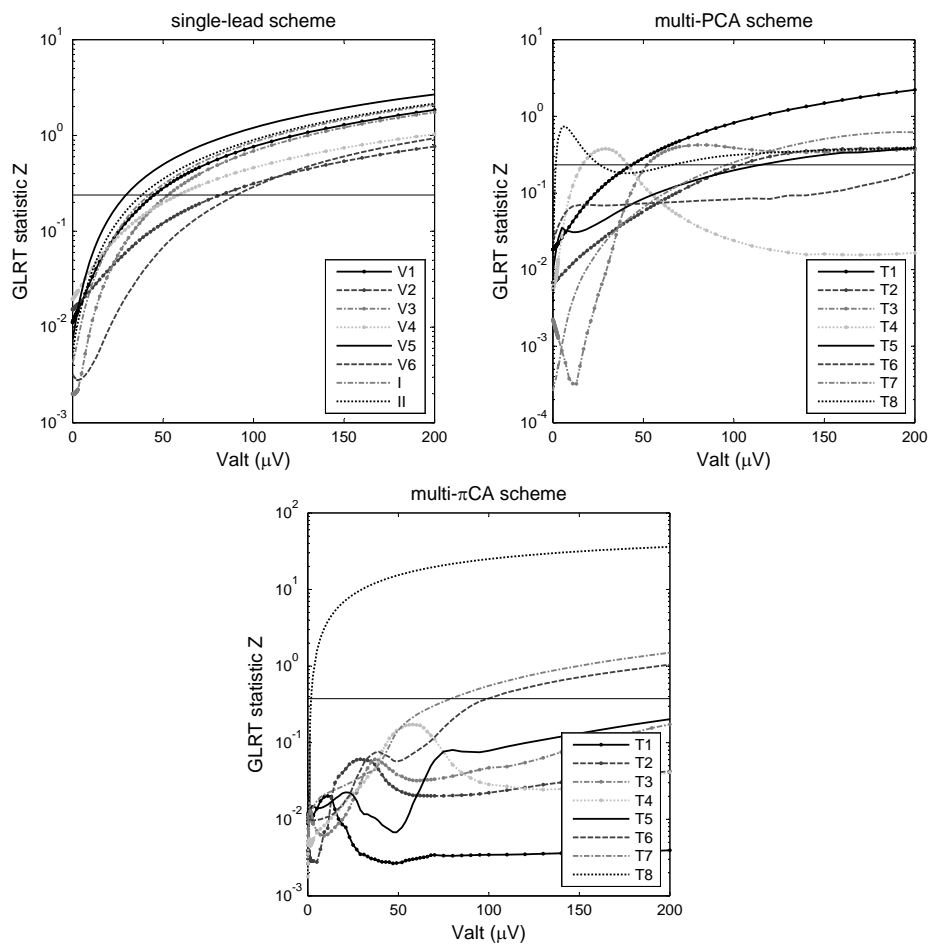 single-lead scheme
GLRT statistic Z
10^1
10^0
10^-1
10^-2
10^-3
0 50 100 150 200
Valt (μV)
V1
V2
V3
V4
V5
V6
I
II
multi-PCA scheme
GLRT statistic Z
10^1
10^0
10^-1
10^-2
10^-3
10^-4
0 50 100 150 200
Valt (μV)
T1
T2
T3
T4
T5
T6
T7
T8
multi-πCA scheme
GLRT statistic Z
10^2
10^1
10^0
10^-1
10^-2
10^-3
0 50 100 150 200
Valt (μV)
T1
T2
T3
T4
T5
T6
T7
T8